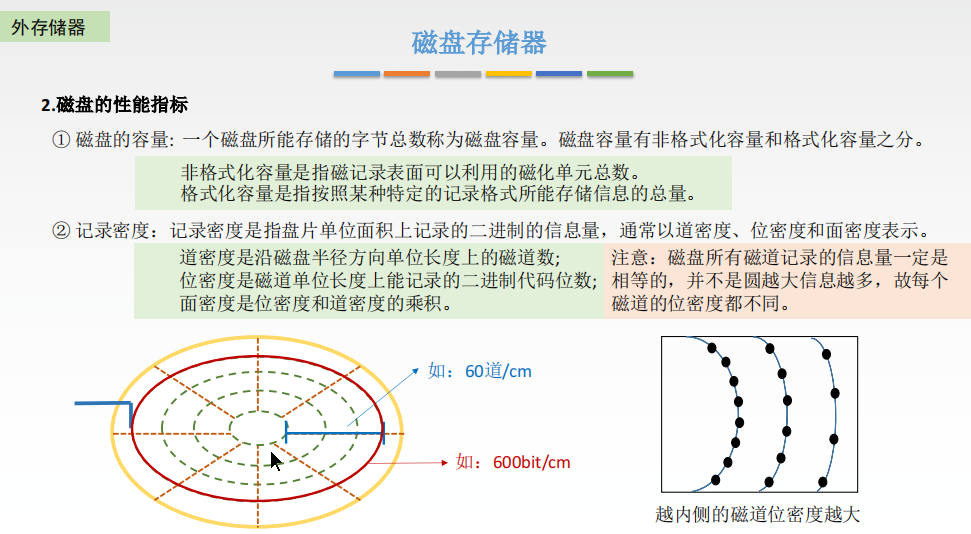 外存储器
磁盘存储器
2.磁盘的性能指标
① 磁盘的容量: 一个磁盘所能存储的字节总数称为磁盘容量。磁盘容量有非格式化容量和格式化容量之分。
非格式化容量是指磁记录表面可以利用的磁化单元总数。
格式化容量是指按照某种特定的记录格式所能存储信息的总量。
② 记录密度：记录密度是指盘片单位面积上记录的二进制的信息量，通常以道密度、位密度和面密度表示。
道密度是沿磁盘半径方向单位长度上的磁道数;
位密度是磁道单位长度上能记录的二进制代码位数;
面密度是位密度和道密度的乘积。
注意：磁盘所有磁道记录的信息量一定是
相等的，并不是圆越大信息越多，故每个
磁道的位密度都不同。
如：60道/cm
如：600bit/cm
越内侧的磁道位密度越大